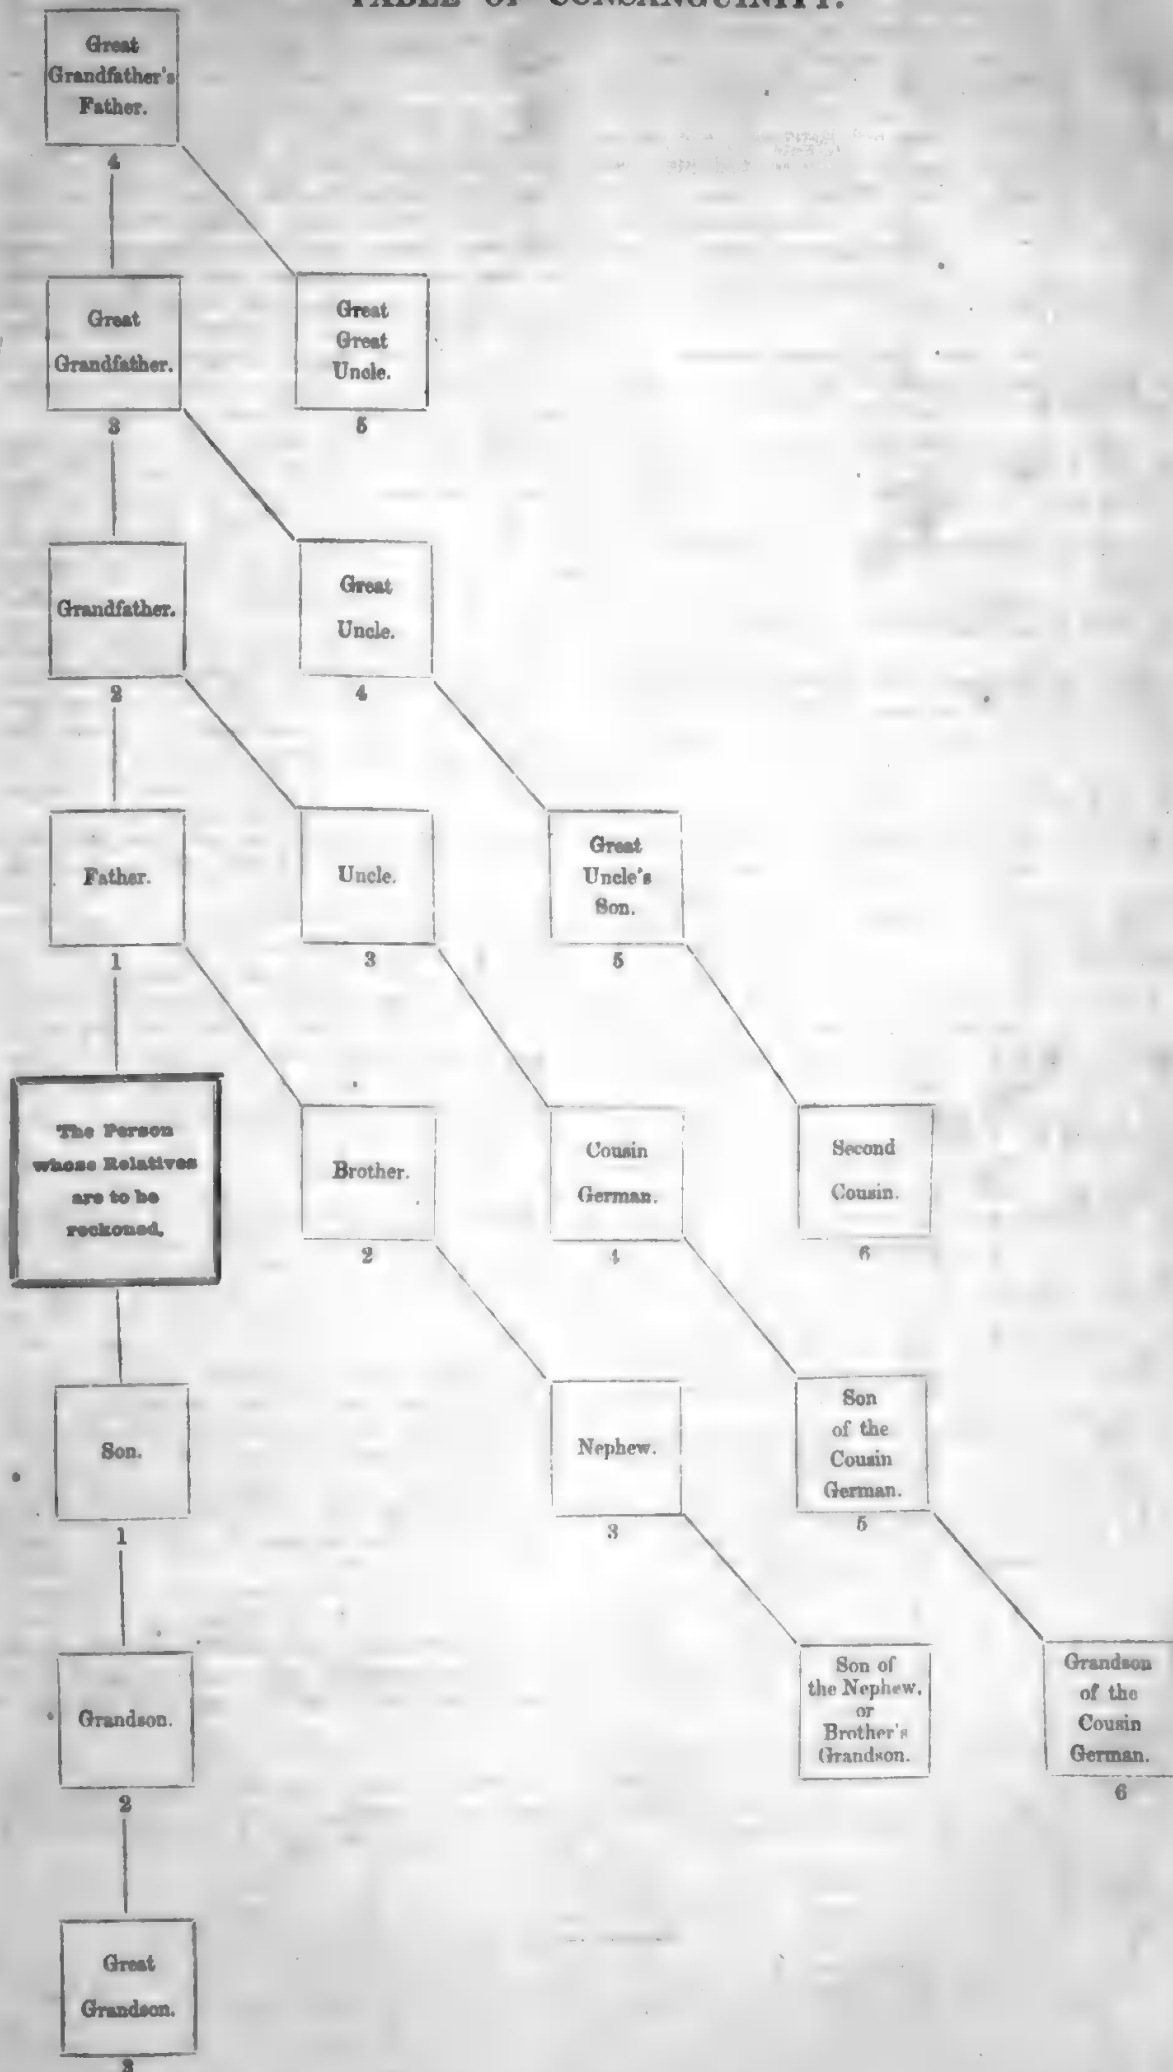 TABLE OF CONSANGUINITY.
Great
Grandfather's
Father.
4
Great
Grandfather.
3
Great
Great
Uncle.
5
Grandfather.
2
Great
Uncle.
4
Father.
1
Uncle.
3
Great
Uncle's
Son.
5
The Person
whose Relatives
are to be
reckoned.
Brother.
2
Cousin
German.
4
Second
Cousin.
6
Son.
1
Nephew.
3
Son
of the
Cousin
German.
5
Grandson.
2
Son of
the Nephew,
or
Brother's
Grandson.
Grandson
of the
Cousin
German.
6
Great
Grandson.
3